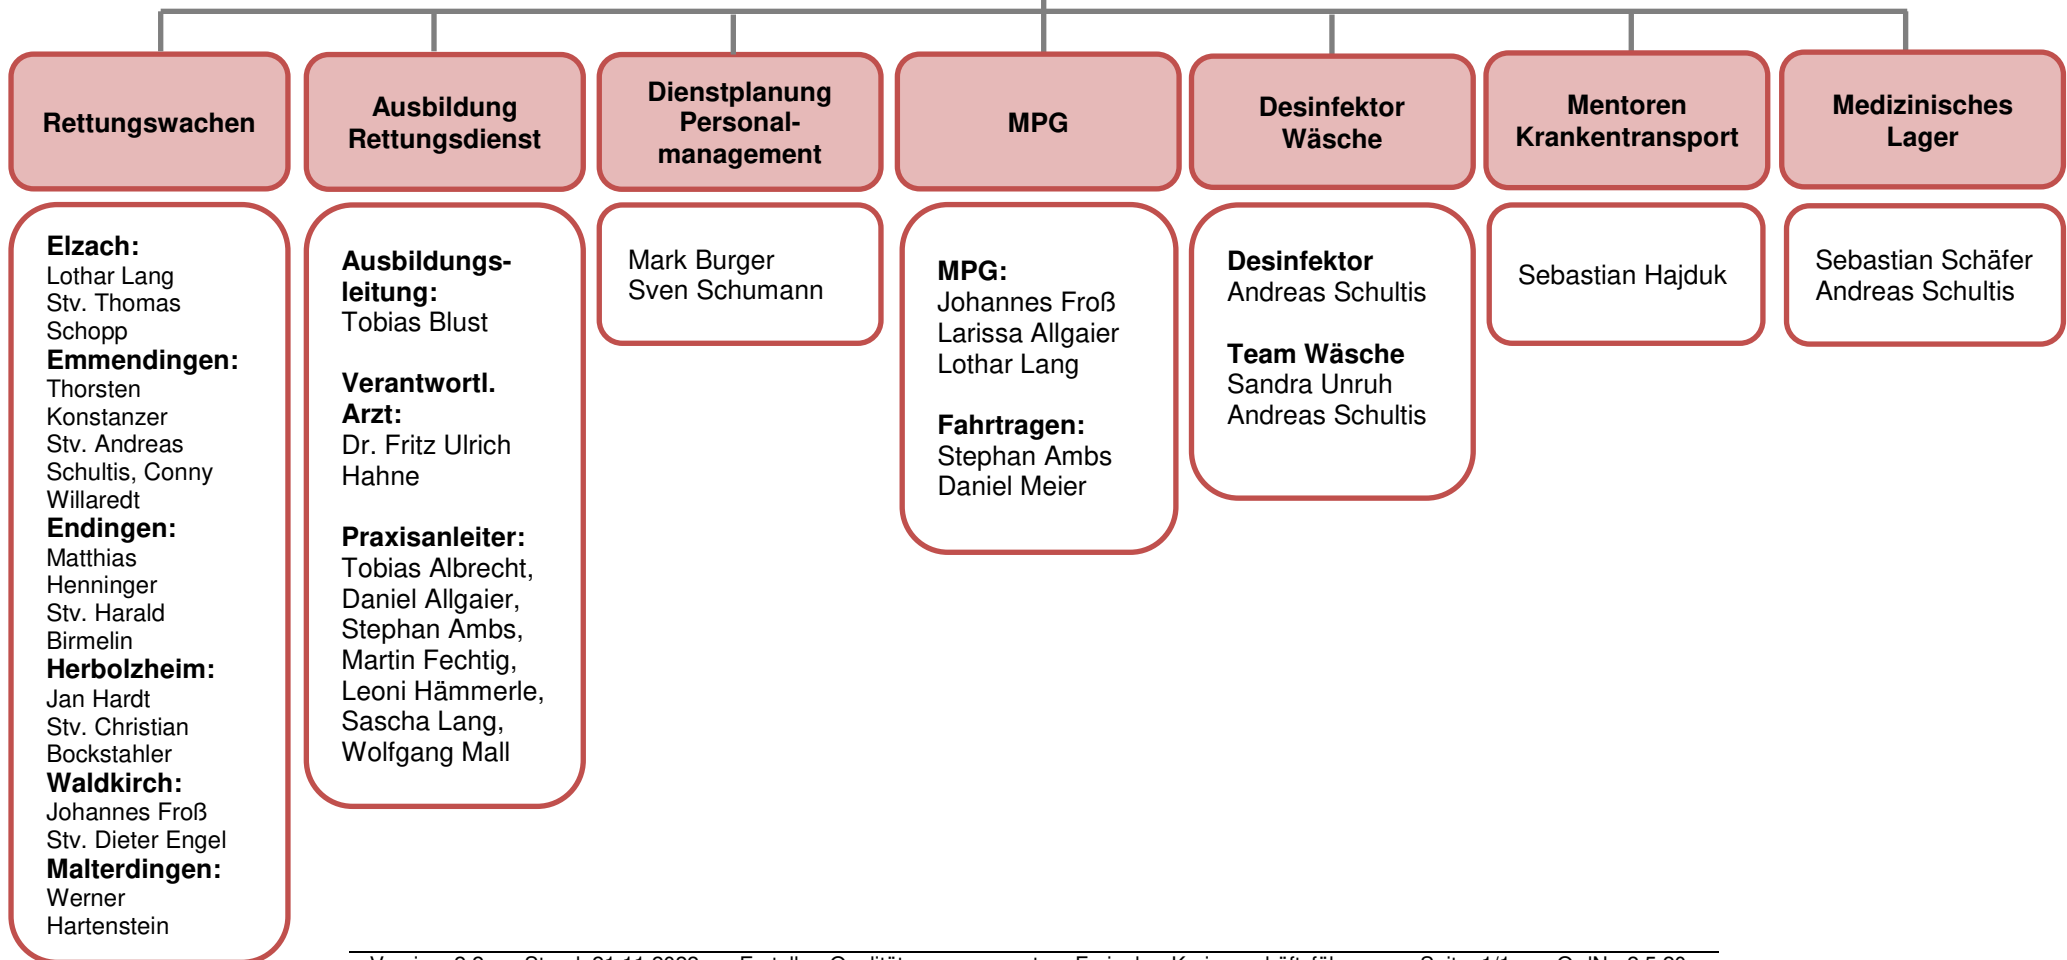 Rettungswachen
Elzach:
Lothar Lang
Stv. Thomas
Schopp
Emmendingen:
Thorsten
Konstanzer
Stv. Andreas
Schultis, Conny
Willaredt
Endingen:
Matthias
Henninger
Stv. Harald
Birmelin
Herbolzheim:
Jan Hardt
Stv. Christian
Bockstahler
Waldkirch:
Johannes Froß
Stv. Dieter Engel
Malterdingen:
Werner
Hartenstein
Ausbildung
Rettungsdienst
Ausbildungs-
leitung:
Tobias Blust
Verantwortl.
Arzt:
Dr. Fritz Ulrich
Hahne
Praxisanleiter:
Tobias Albrecht,
Daniel Allgaier,
Stephan Ambs,
Martin Fechtig,
Leoni Hämmerle,
Sascha Lang,
Wolfgang Mall
Dienstplanung
Personal-
management
Mark Burger
Sven Schumann
MPG
MPG:
Johannes Froß
Larissa Allgaier
Lothar Lang
Fahrtragen:
Stephan Ambs
Daniel Meier
Desinfektor
Wäsche
Desinfektor
Andreas Schultis
Team Wäsche
Sandra Unruh
Andreas Schultis
Mentoren
Krankentransport
Sebastian Hajduk
Medizinisches
Lager
Sebastian Schäfer
Andreas Schultis